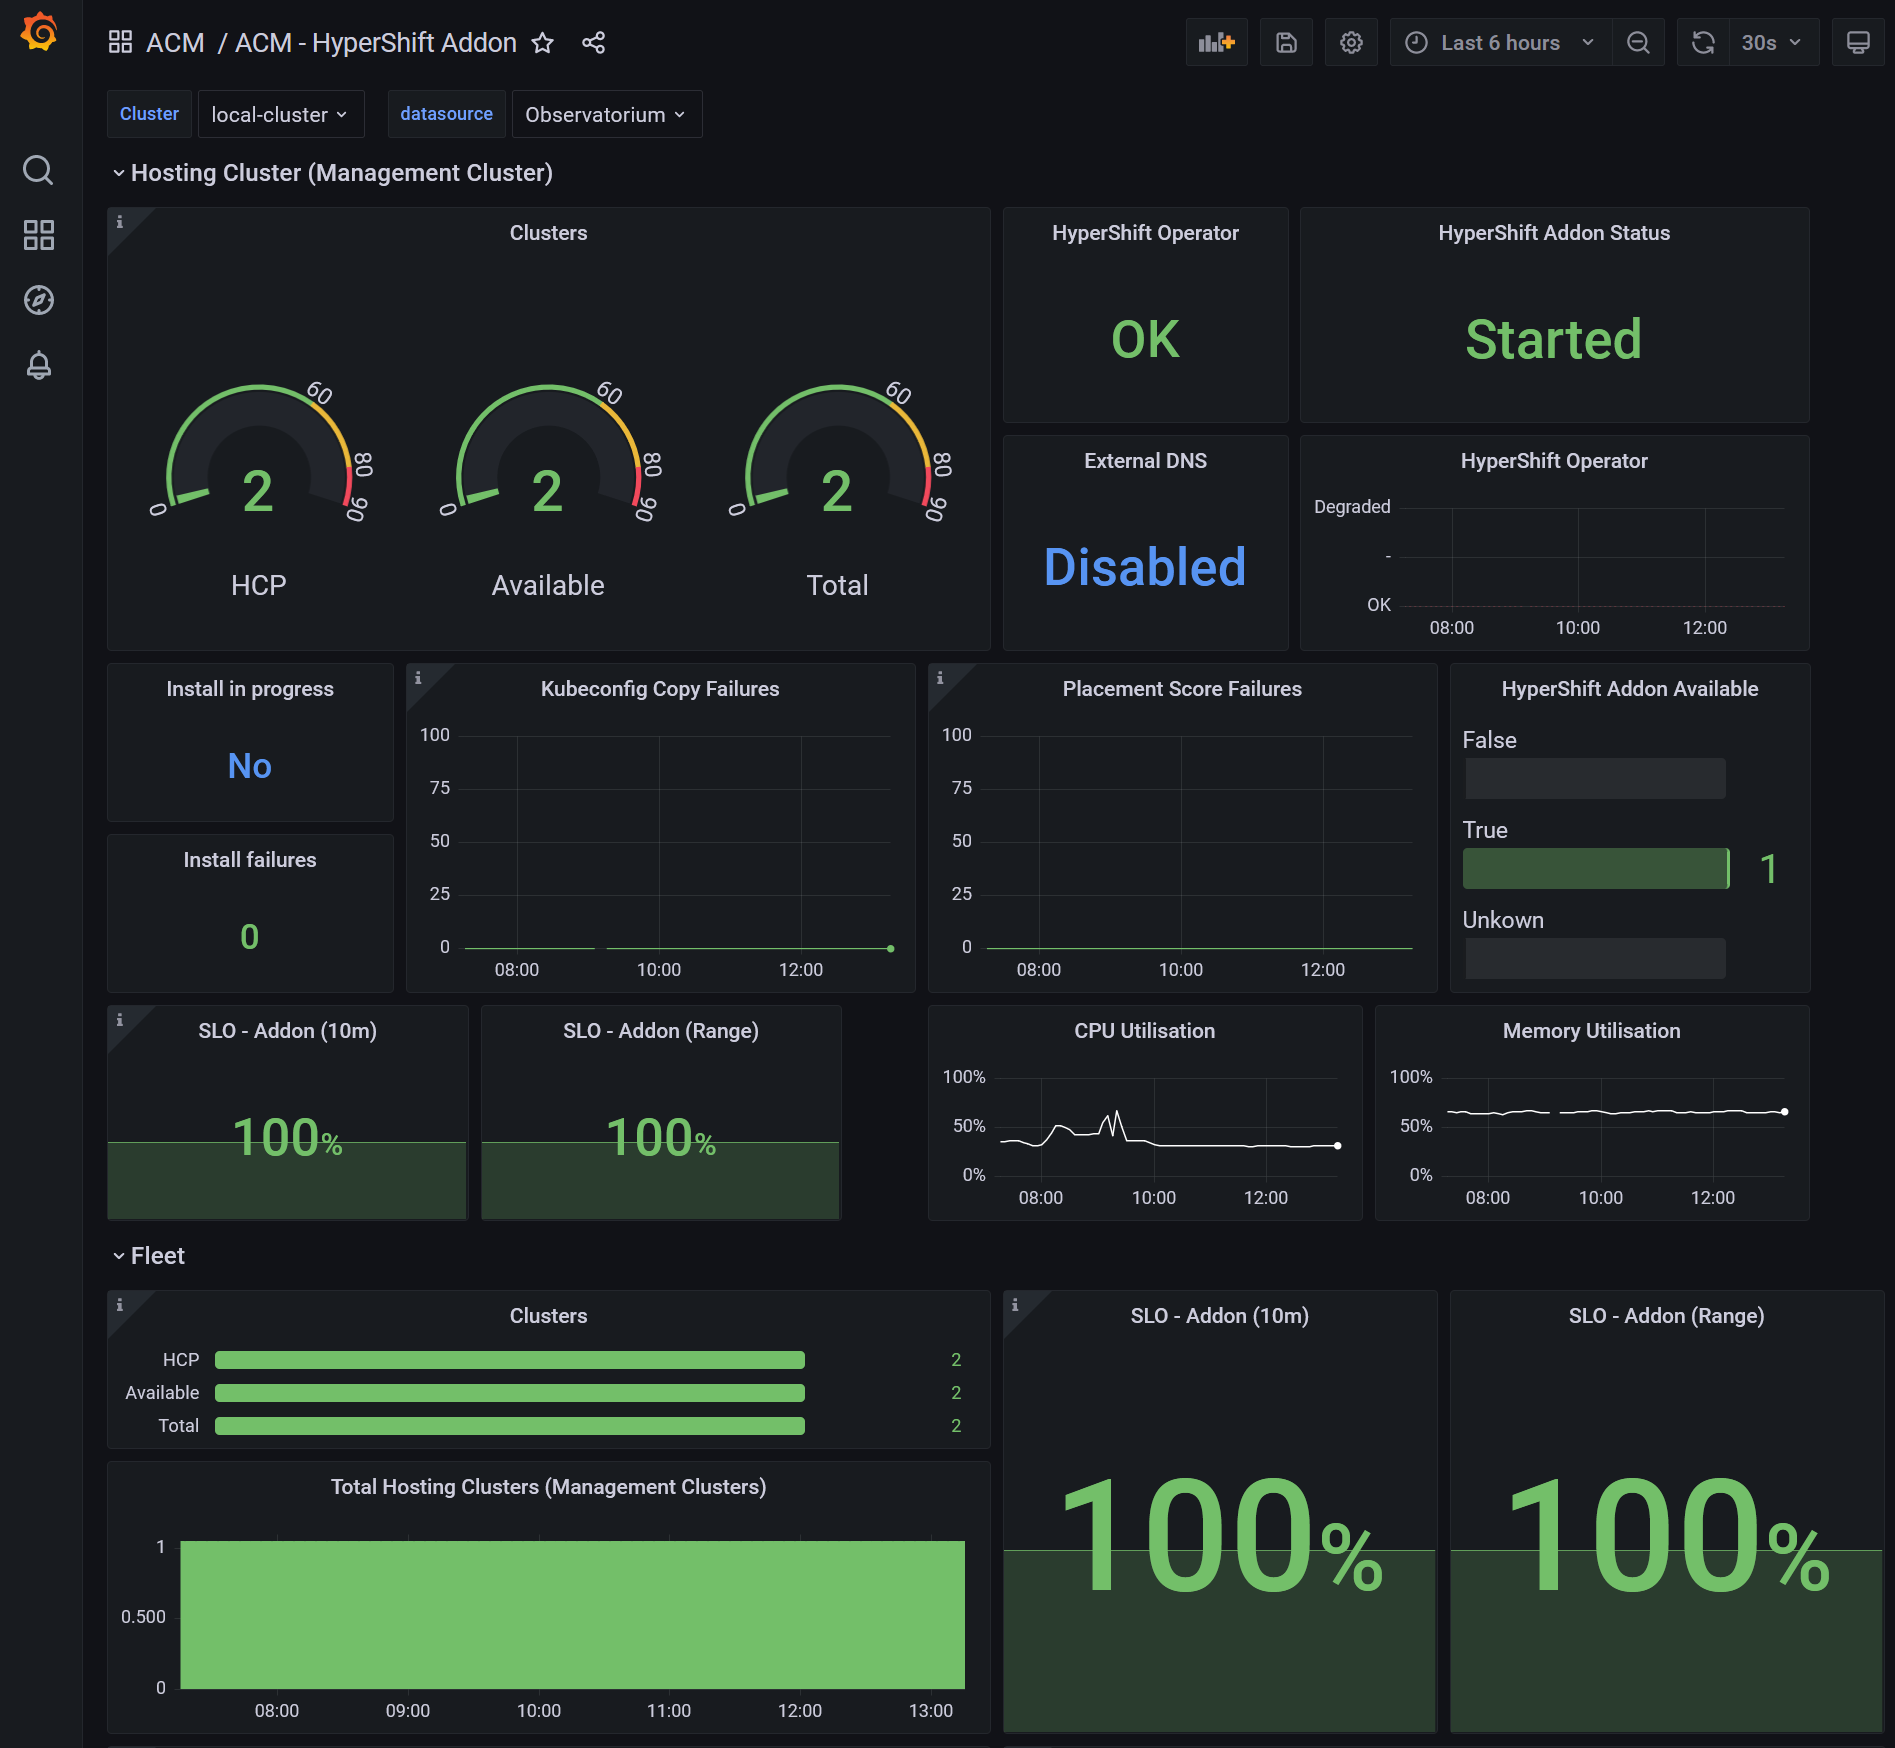 ACM / ACM - HyperShift Addon
Last 6 hours
30s
Cluster
local-cluster
datasource
Observatorium
Hosting Cluster (Management Cluster)
Clusters
0
60
80
90
2
HCP
0
60
80
90
2
Available
0
60
80
90
2
Total
HyperShift Operator
OK
HyperShift Addon Status
Started
External DNS
Disabled
HyperShift Operator
Degraded
-
OK
08:00 10:00 12:00
Install in progress
No
Install failures
0
Kubeconfig Copy Failures
100
75
50
25
0
08:00 10:00 12:00
Placement Score Failures
100
75
50
25
0
08:00 10:00 12:00
HyperShift Addon Available
False
True
1
Unkown
SLO - Addon (10m)
100%
SLO - Addon (Range)
100%
CPU Utilisation
100%
50%
0%
08:00 10:00 12:00
Memory Utilisation
100%
50%
0%
08:00 10:00 12:00
Fleet
Clusters
HCP 2
Available 2
Total 2
Total Hosting Clusters (Management Clusters)
1
0.500
0
08:00 09:00 10:00 11:00 12:00 13:00
SLO - Addon (10m)
100%
SLO - Addon (Range)
100%